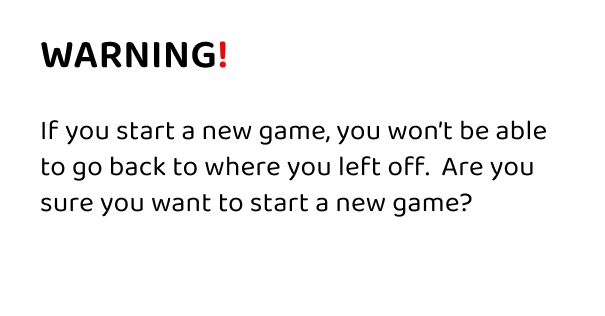 WARNING!
If you start a new game, you won't be able
to go back to where you left off.  Are you
sure you want to start a new game?